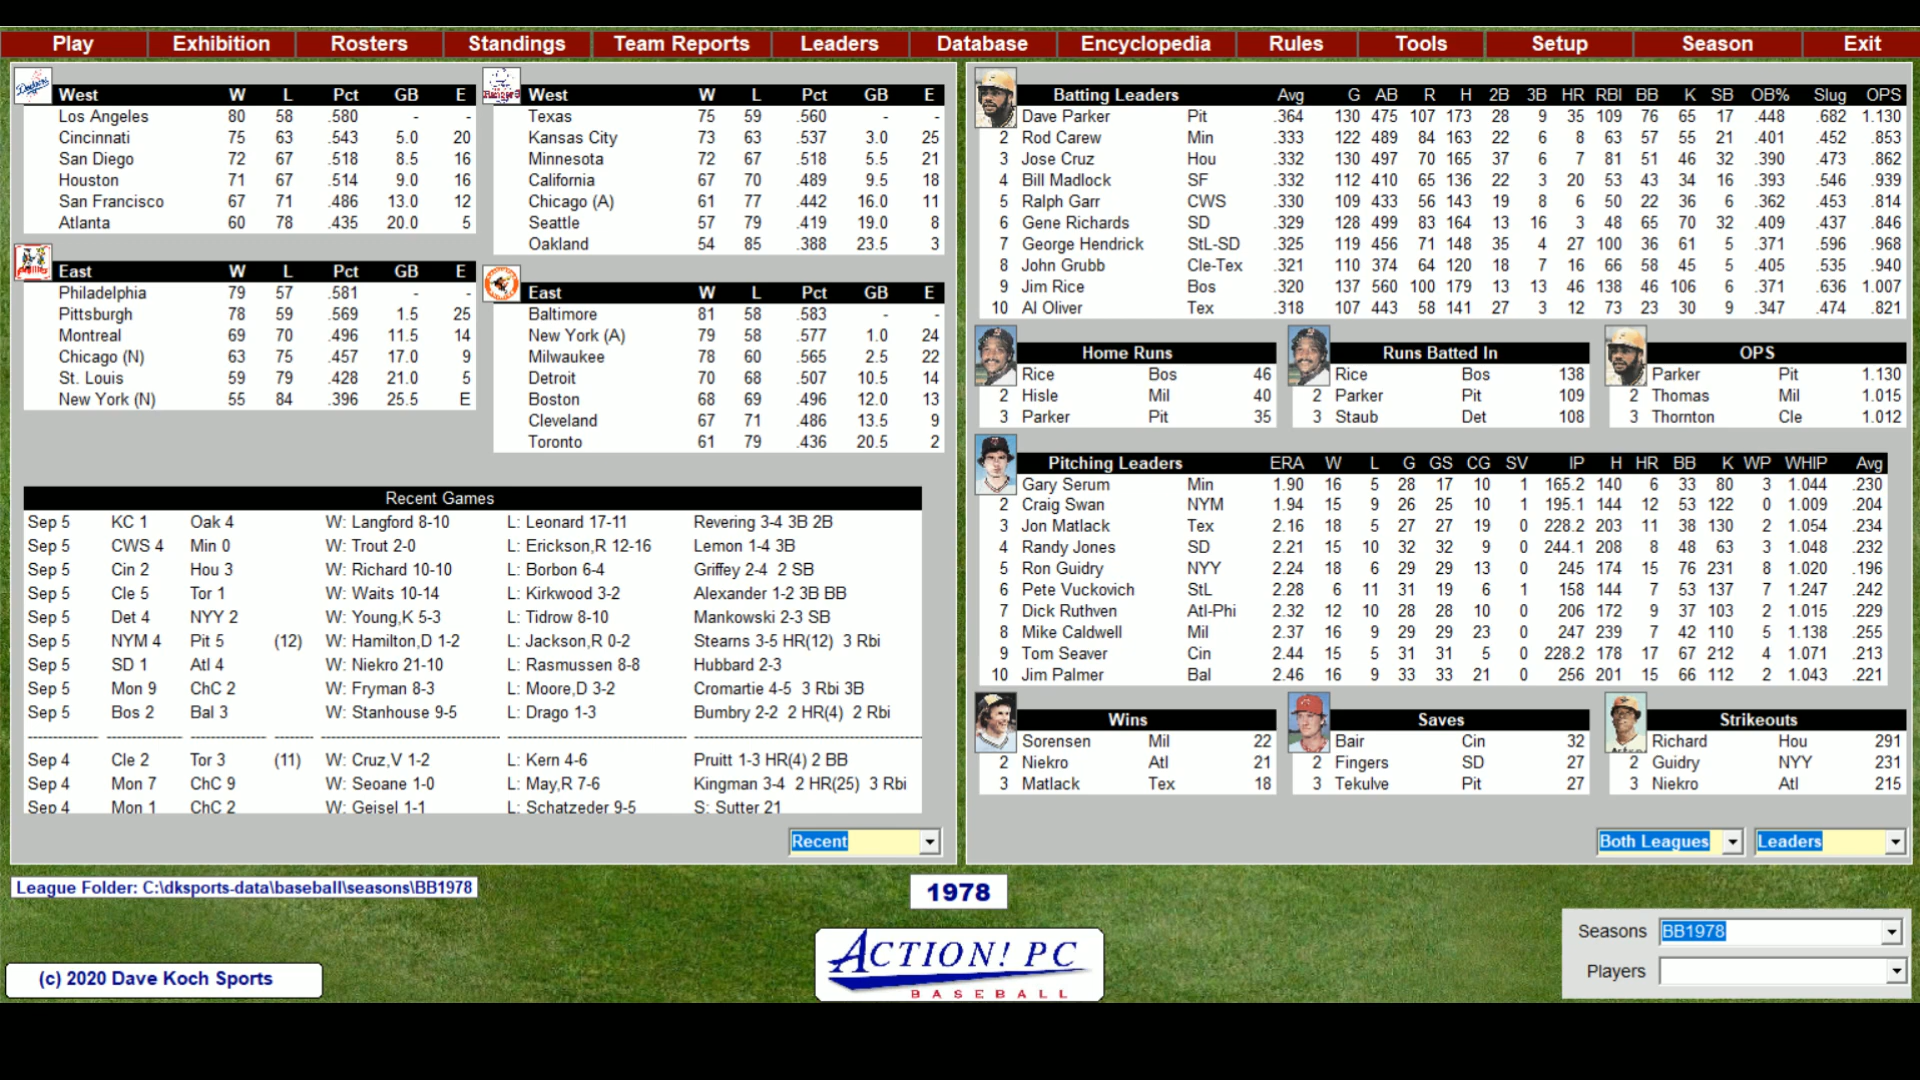 Play Exhibition Rosters Standings Team Reports Leaders Database Encyclopedia Rules Tools Setup Season Exit
West W L Pct GB E
Los Angeles 80 58 .580 - -
Cincinnati 75 63 .543 5.0 20
San Diego 72 67 .518 8.5 16
Houston 71 67 .514 9.0 16
San Francisco 67 71 .486 13.0 12
Atlanta 60 78 .435 20.0 5
East W L Pct GB E
Philadelphia 79 57 .581 - -
Pittsburgh 78 59 .569 1.5 25
Montreal 69 70 .496 11.5 14
Chicago (N) 63 75 .457 17.0 9
St. Louis 59 79 .428 21.0 5
New York (N) 55 84 .396 25.5 E
West W L Pct GB E
Texas 75 59 .560 - -
Kansas City 73 63 .537 3.0 25
Minnesota 72 67 .518 5.5 21
California 67 70 .489 9.5 18
Chicago (A) 61 77 .442 16.0 11
Seattle 57 79 .419 19.0 8
Oakland 54 85 .388 23.5 3
East W L Pct GB E
Baltimore 81 58 .583 - -
New York (A) 79 58 .577 1.0 24
Milwaukee 78 60 .565 2.5 22
Detroit 70 68 .507 10.5 14
Boston 68 69 .496 12.0 13
Cleveland 67 71 .486 13.5 9
Toronto 61 79 .436 20.5 2
Recent Games
Sep 5 KC 1 Oak 4 W: Langford 8-10 L: Leonard 17-11 Revering 3-4 3B 2B
Sep 5 CWS 4 Min 0 W: Trout 2-0 L: Erickson,R 12-16 Lemon 1-4 3B
Sep 5 Cin 2 Hou 3 W: Richard 10-10 L: Borbon 6-4 Griffey 2-4 2 SB
Sep 5 Cle 5 Tor 1 W: Waits 10-14 L: Kirkwood 3-2 Alexander 1-2 3B BB
Sep 5 Det 4 NYY 2 W: Young,K 5-3 L: Tidrow 8-10 Mankowski 2-3 SB
Sep 5 NYM 4 Pit 5 (12) W: Hamilton,D 1-2 L: Jackson,R 0-2 Stearns 3-5 HR(12) 3 Rbi
Sep 5 SD 1 Atl 4 W: Niekro 21-10 L: Rasmussen 8-8 Hubbard 2-3
Sep 5 Mon 9 ChC 2 W: Fryman 8-3 L: Moore,D 3-2 Cromartie 4-5 3 Rbi 3B
Sep 5 Bos 2 Bal 3 W: Stanhouse 9-5 L: Drago 1-3 Bumbry 2-2 2 HR(4) 2 Rbi
Sep 4 Cle 2 Tor 3 (11) W: Cruz,V 1-2 L: Kern 4-6 Pruitt 1-3 HR(4) 2 BB
Sep 4 Mon 7 ChC 9 W: Seoane 1-0 L: May,R 7-6 Kingman 3-4 2 HR(25) 3 Rbi
Sep 4 Mon 1 ChC 2 W: Geisel 1-1 L: Schatzeder 9-5 S: Sutter 21
Recent
Batting Leaders Avg G AB R H 2B 3B HR RBI BB K SB OB% Slug OPS
Dave Parker Pit .364 130 475 107 173 28 9 35 109 76 65 17 .448 .682 1.130
2 Rod Carew Min .333 122 489 84 163 22 6 8 63 57 55 21 .401 .452 .853
3 Jose Cruz Hou .332 130 497 70 165 37 6 7 81 51 46 32 .390 .473 .862
4 Bill Madlock SF .332 112 410 65 136 22 3 20 53 43 34 16 .393 .546 .939
5 Ralph Garr CWS .330 109 433 56 143 19 8 6 50 22 36 6 .362 .453 .814
6 Gene Richards SD .329 128 499 83 164 13 16 3 48 65 70 32 .409 .437 .846
7 George Hendrick StL-SD .325 119 456 71 148 35 4 27 100 36 61 5 .371 .596 .968
8 John Grubb Cle-Tex .321 110 374 64 120 18 7 16 66 58 45 5 .405 .535 .940
9 Jim Rice Bos .320 137 560 100 179 13 13 46 138 46 106 6 .371 .636 1.007
10 Al Oliver Tex .318 107 443 58 141 27 3 12 73 23 30 9 .347 .474 .821
Home Runs
Rice Bos 46
2 Hisle Mil 40
3 Parker Pit 35
Runs Batted In
Rice Bos 138
2 Parker Pit 109
3 Staub Det 108
OPS
Parker Pit 1.130
2 Thomas Mil 1.015
3 Thornton Cle 1.012
Pitching Leaders ERA W L G GS CG SV IP H HR BB K WP WHIP Avg
Gary Serum Min 1.90 16 5 28 17 10 1 165.2 140 6 33 80 3 1.044 .230
2 Craig Swan NYM 1.94 15 9 26 25 10 1 195.1 144 12 53 122 0 1.009 .204
3 Jon Matlack Tex 2.16 18 5 27 27 19 0 228.2 203 11 38 130 2 1.054 .234
4 Randy Jones SD 2.21 15 10 32 32 9 0 244.1 208 8 48 63 3 1.048 .232
5 Ron Guidry NYY 2.24 18 6 29 29 13 0 245 174 15 76 231 8 1.020 .196
6 Pete Vuckovich StL 2.28 6 11 31 19 6 1 158 144 7 53 137 7 1.247 .242
7 Dick Ruthven Atl-Phi 2.32 12 10 28 28 10 0 206 172 9 37 103 2 1.015 .229
8 Mike Caldwell Mil 2.37 16 9 29 29 23 0 247 239 7 42 110 5 1.138 .255
9 Tom Seaver Cin 2.44 15 5 31 31 5 0 228.2 178 17 67 212 4 1.071 .213
10 Jim Palmer Bal 2.46 16 9 33 33 21 0 256 201 15 66 112 2 1.043 .221
Wins
Sorensen Mil 22
2 Niekro Atl 21
3 Matlack Tex 18
Saves
Bair Cin 32
2 Fingers SD 27
3 Tekulve Pit 27
Strikeouts
Richard Hou 291
2 Guidry NYY 231
3 Niekro Atl 215
Both Leagues Leaders
League Folder: C:\dksports-data\baseball\seasons\BB1978
1978
Seasons BB1978
Players
(c) 2020 Dave Koch Sports
ACTION! PC
BASEBALL